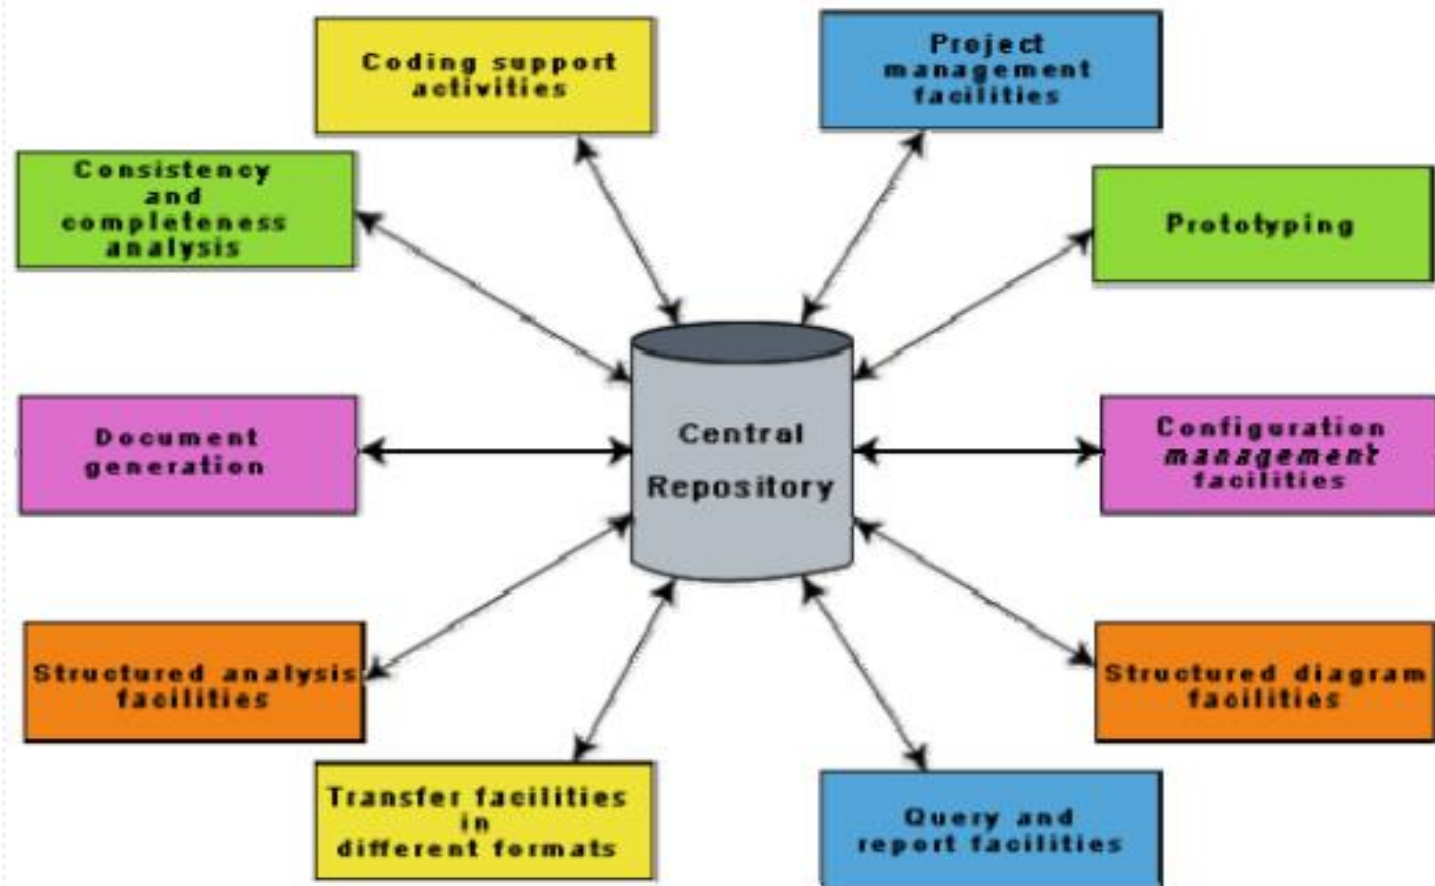 Coding support
activities
Project
management
facilities
Consistency
and
completeness
analysis
Prototyping
Document
generation
Central
Repository
Configuration
management
facilities
Structured analysis
facilities
Structured diagram
facilities
Transfer facilities
in
different formats
Query and
report facilities